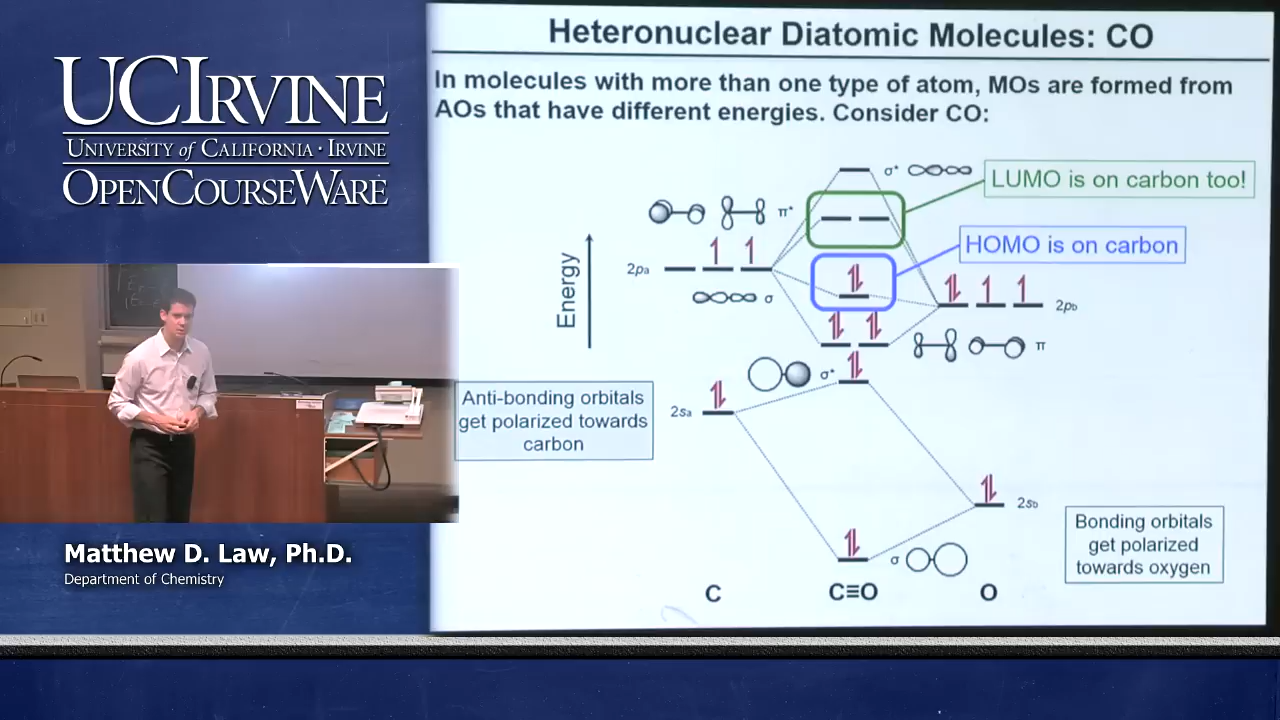 UCIRVINE
UNIVERSITY of CALIFORNIA · IRVINE
OPENCOURSEWARE
Matthew D. Law, Ph.D.
Department of Chemistry
Heteronuclear Diatomic Molecules: CO
In molecules with more than one type of atom, MOs are formed from
AOs that have different energies. Consider CO:
σ*
LUMO is on carbon too!
π*
HOMO is on carbon
Energy
2pa
σ
2pb
π
σ*
Anti-bonding orbitals
get polarized towards
carbon
2sa
2sb
Bonding orbitals
get polarized
towards oxygen
σ
C
C≡O
O